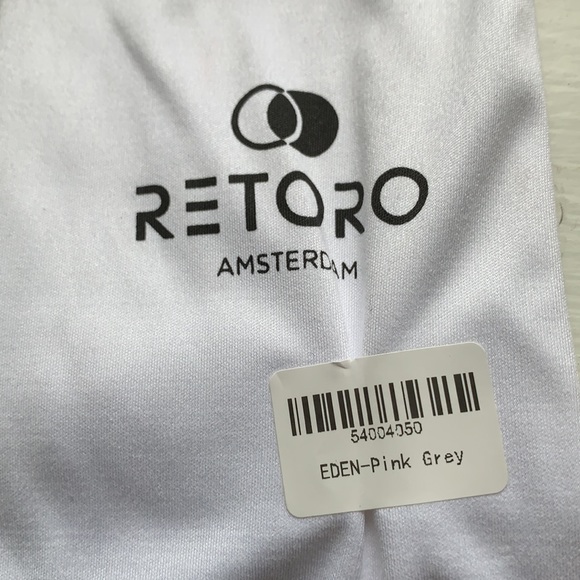 RETORO
AMSTERDAM
54004050
EDEN-Pink Grey